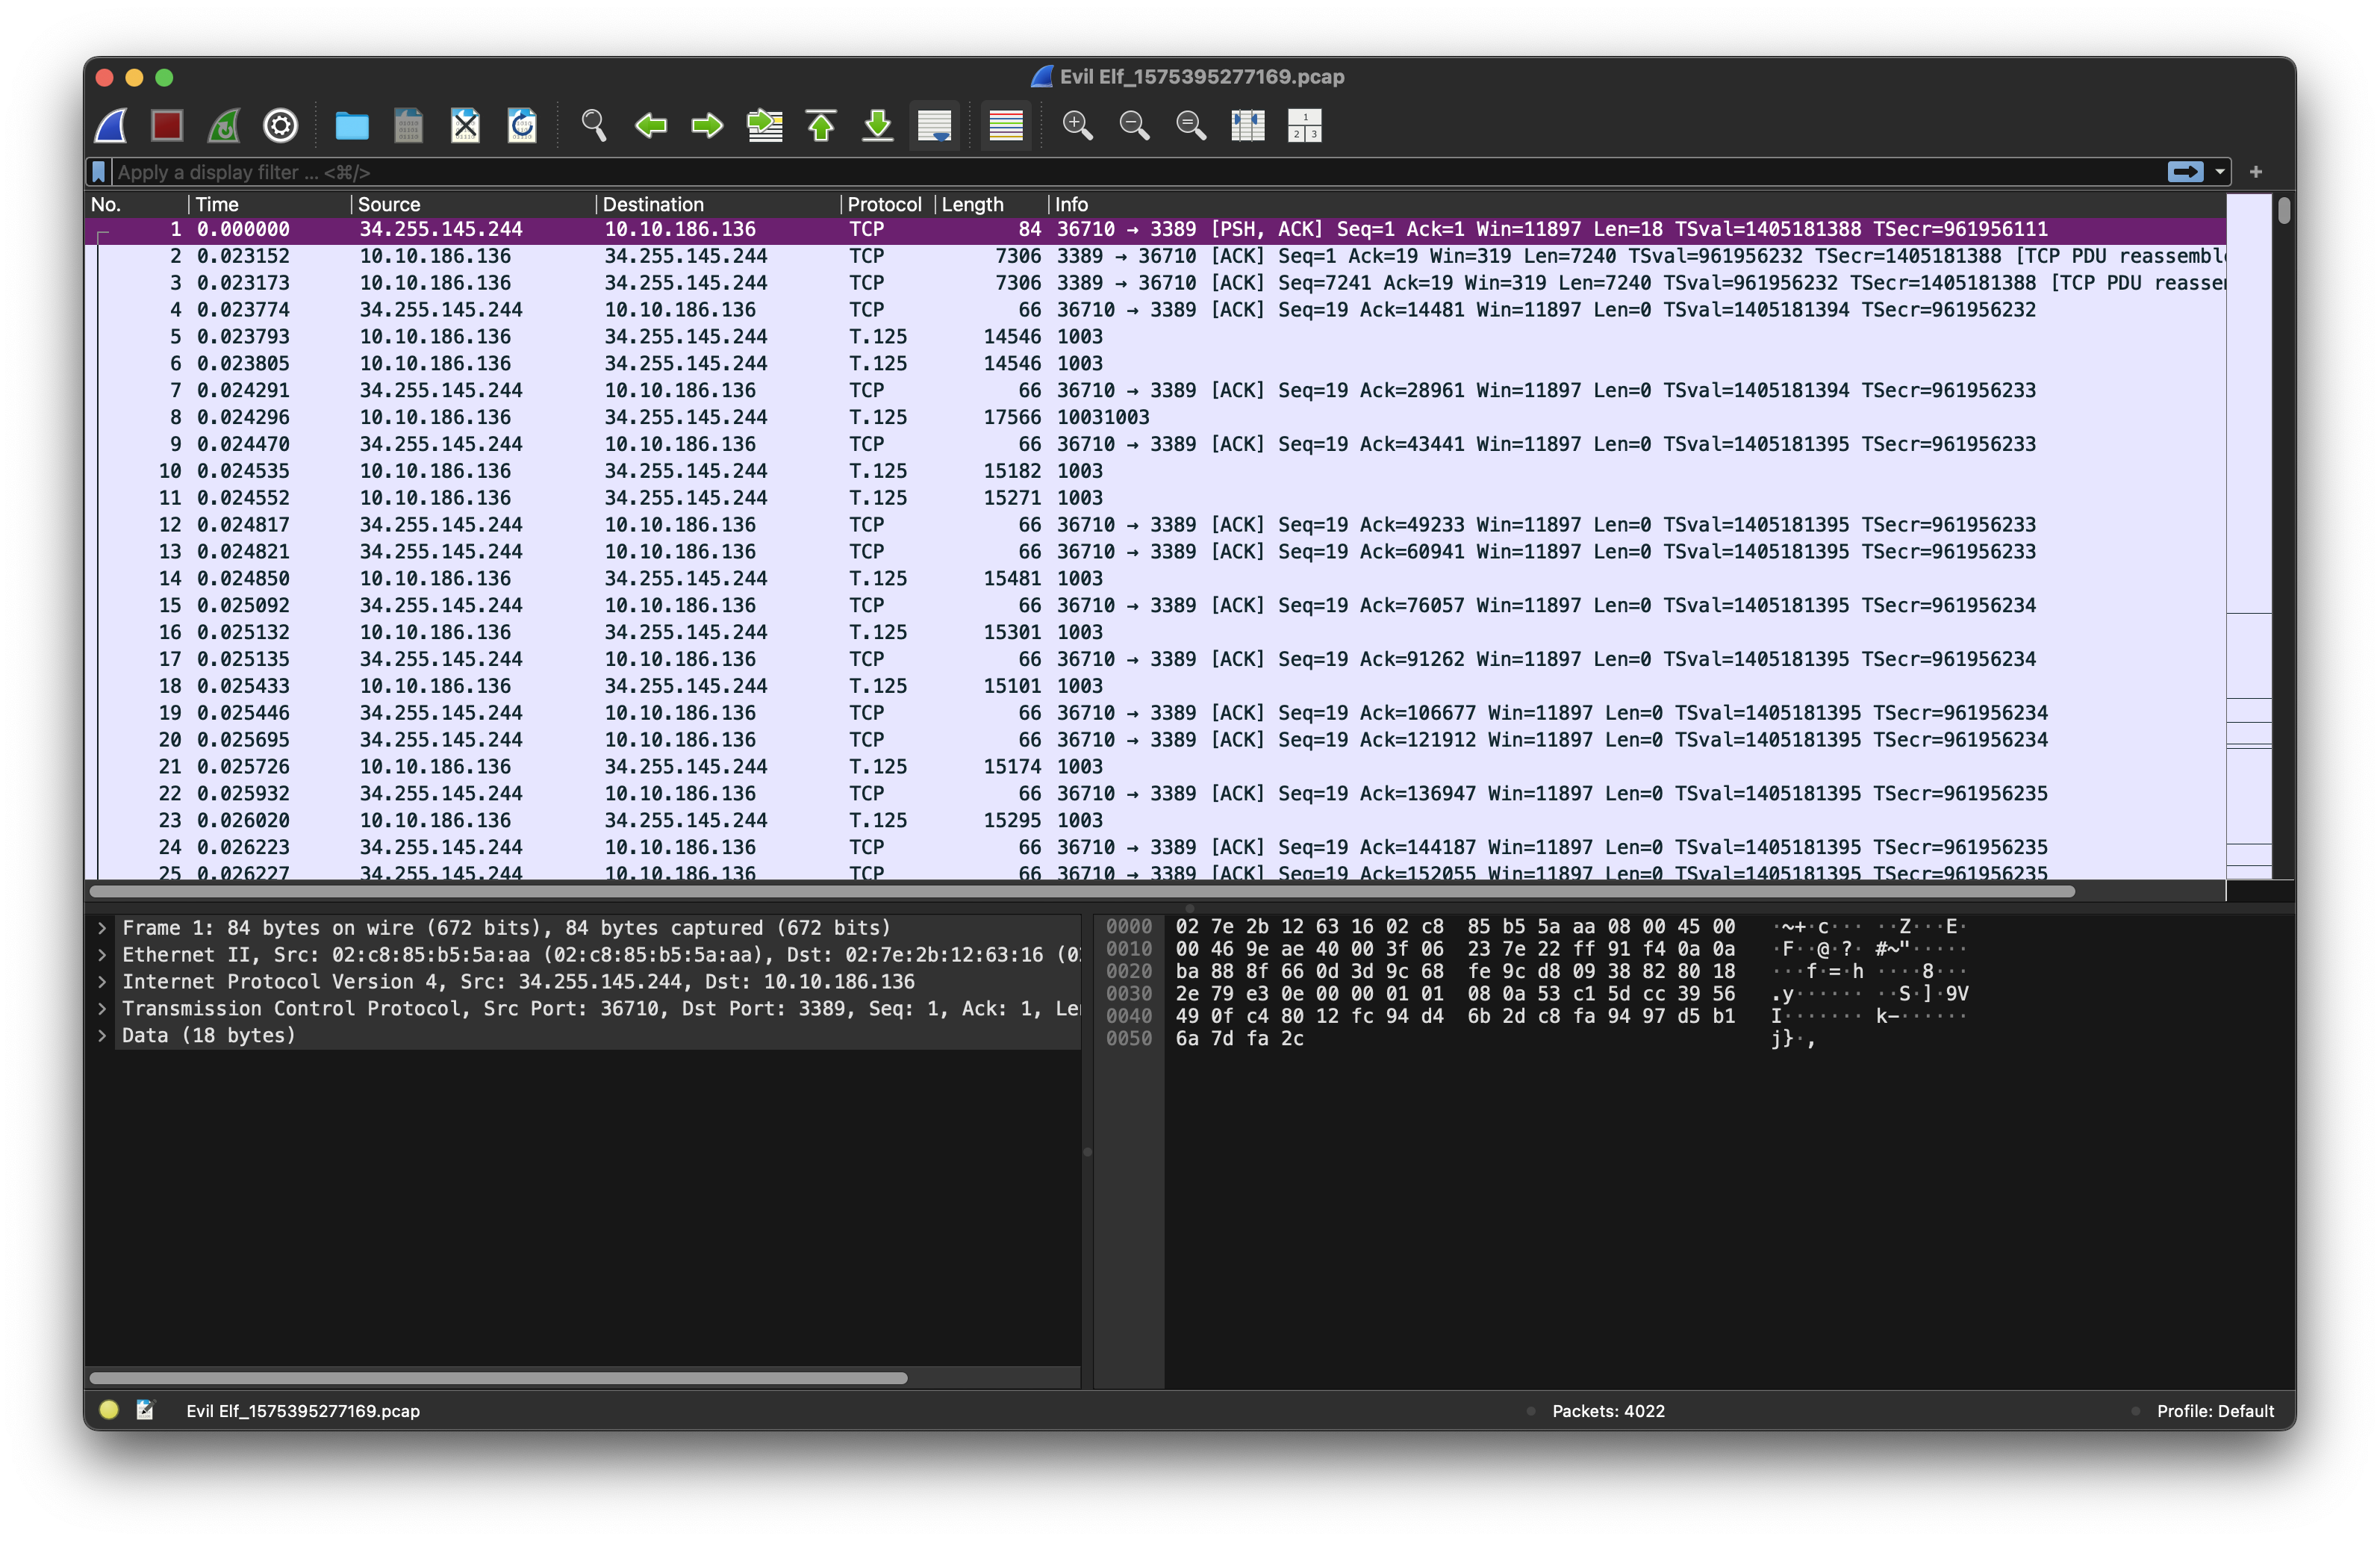 Evil Elf_1575395277169.pcap
Apply a display filter ... <⌘/>
No. Time Source Destination Protocol Length Info
1 0.000000 34.255.145.244 10.10.186.136 TCP 84 36710 → 3389 [PSH, ACK] Seq=1 Ack=1 Win=11897 Len=18 TSval=1405181388 TSecr=961956111
2 0.023152 10.10.186.136 34.255.145.244 TCP 7306 3389 → 36710 [ACK] Seq=1 Ack=19 Win=319 Len=7240 TSval=961956232 TSecr=1405181388 [TCP PDU reassemble
3 0.023173 10.10.186.136 34.255.145.244 TCP 7306 3389 → 36710 [ACK] Seq=7241 Ack=19 Win=319 Len=7240 TSval=961956232 TSecr=1405181388 [TCP PDU reassem
4 0.023774 34.255.145.244 10.10.186.136 TCP 66 36710 → 3389 [ACK] Seq=19 Ack=14481 Win=11897 Len=0 TSval=1405181394 TSecr=961956232
5 0.023793 10.10.186.136 34.255.145.244 T.125 14546 1003
6 0.023805 10.10.186.136 34.255.145.244 T.125 14546 1003
7 0.024291 34.255.145.244 10.10.186.136 TCP 66 36710 → 3389 [ACK] Seq=19 Ack=28961 Win=11897 Len=0 TSval=1405181394 TSecr=961956233
8 0.024296 10.10.186.136 34.255.145.244 T.125 17566 10031003
9 0.024470 34.255.145.244 10.10.186.136 TCP 66 36710 → 3389 [ACK] Seq=19 Ack=43441 Win=11897 Len=0 TSval=1405181395 TSecr=961956233
10 0.024535 10.10.186.136 34.255.145.244 T.125 15182 1003
11 0.024552 10.10.186.136 34.255.145.244 T.125 15271 1003
12 0.024817 34.255.145.244 10.10.186.136 TCP 66 36710 → 3389 [ACK] Seq=19 Ack=49233 Win=11897 Len=0 TSval=1405181395 TSecr=961956233
13 0.024821 34.255.145.244 10.10.186.136 TCP 66 36710 → 3389 [ACK] Seq=19 Ack=60941 Win=11897 Len=0 TSval=1405181395 TSecr=961956233
14 0.024850 10.10.186.136 34.255.145.244 T.125 15481 1003
15 0.025092 34.255.145.244 10.10.186.136 TCP 66 36710 → 3389 [ACK] Seq=19 Ack=76057 Win=11897 Len=0 TSval=1405181395 TSecr=961956234
16 0.025132 10.10.186.136 34.255.145.244 T.125 15301 1003
17 0.025135 34.255.145.244 10.10.186.136 TCP 66 36710 → 3389 [ACK] Seq=19 Ack=91262 Win=11897 Len=0 TSval=1405181395 TSecr=961956234
18 0.025433 10.10.186.136 34.255.145.244 T.125 15101 1003
19 0.025446 34.255.145.244 10.10.186.136 TCP 66 36710 → 3389 [ACK] Seq=19 Ack=106677 Win=11897 Len=0 TSval=1405181395 TSecr=961956234
20 0.025695 34.255.145.244 10.10.186.136 TCP 66 36710 → 3389 [ACK] Seq=19 Ack=121912 Win=11897 Len=0 TSval=1405181395 TSecr=961956234
21 0.025726 10.10.186.136 34.255.145.244 T.125 15174 1003
22 0.025932 34.255.145.244 10.10.186.136 TCP 66 36710 → 3389 [ACK] Seq=19 Ack=136947 Win=11897 Len=0 TSval=1405181395 TSecr=961956235
23 0.026020 10.10.186.136 34.255.145.244 T.125 15295 1003
24 0.026223 34.255.145.244 10.10.186.136 TCP 66 36710 → 3389 [ACK] Seq=19 Ack=144187 Win=11897 Len=0 TSval=1405181395 TSecr=961956235
25 0.026227 34.255.145.244 10.10.186.136 TCP 66 36710 → 3389 [ACK] Seq=19 Ack=152055 Win=11897 Len=0 TSval=1405181395 TSecr=961956235
Frame 1: 84 bytes on wire (672 bits), 84 bytes captured (672 bits)
Ethernet II, Src: 02:c8:85:b5:5a:aa (02:c8:85:b5:5a:aa), Dst: 02:7e:2b:12:63:16 (02
Internet Protocol Version 4, Src: 34.255.145.244, Dst: 10.10.186.136
Transmission Control Protocol, Src Port: 36710, Dst Port: 3389, Seq: 1, Ack: 1, Le
Data (18 bytes)
0000 02 7e 2b 12 63 16 02 c8 85 b5 5a aa 08 00 45 00 ·~+·c··· ··Z···E·
0010 00 46 9e ae 40 00 3f 06 23 7e 22 ff 91 f4 0a 0a ·F··@·?· #~"·····
0020 ba 88 8f 66 0d 3d 9c 68 fe 9c d8 09 38 82 80 18 ···f·=·h ····8···
0030 2e 79 e3 0e 00 00 01 01 08 0a 53 c1 5d cc 39 56 .y······ ··S·]·9V
0040 49 0f c4 80 12 fc 94 d4 6b 2d c8 fa 94 97 d5 b1 I······· k-······
0050 6a 7d fa 2c j}·,
Evil Elf_1575395277169.pcap
Packets: 4022
Profile: Default